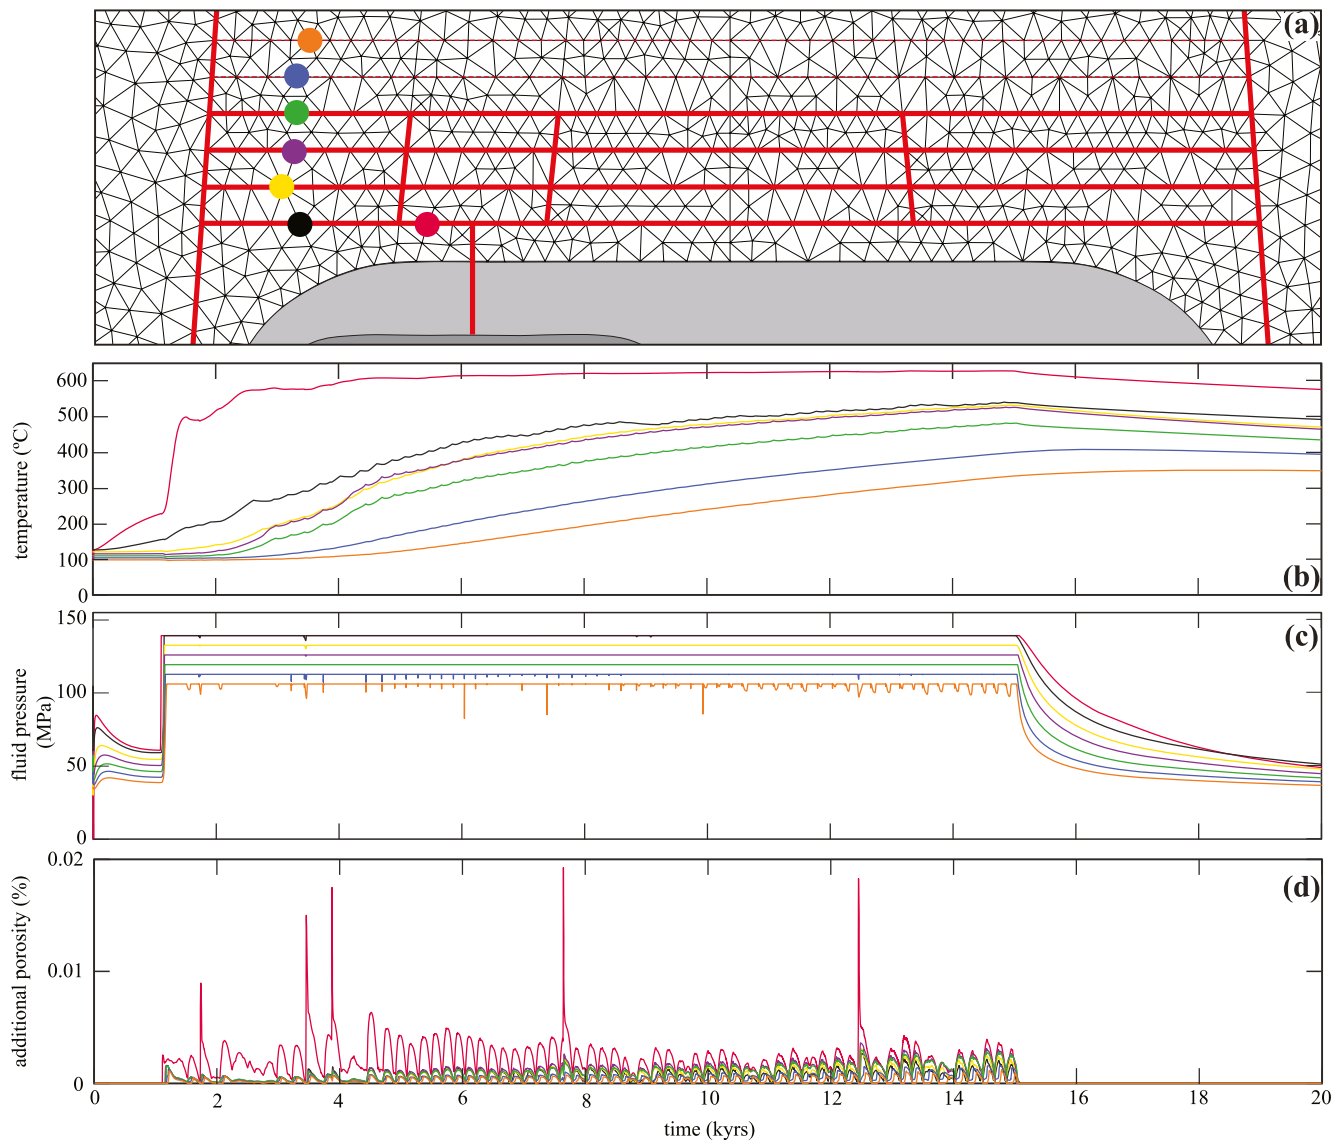 (a)
600
500
400
300
200
100
0
temperature (ºC)
(b)
150
100
50
0
fluid pressure
(MPa)
(c)
0.02
0.01
0
additional porosity (%)
(d)
0 2 4 6 8 10 12 14 16 18 20
time (kyrs)